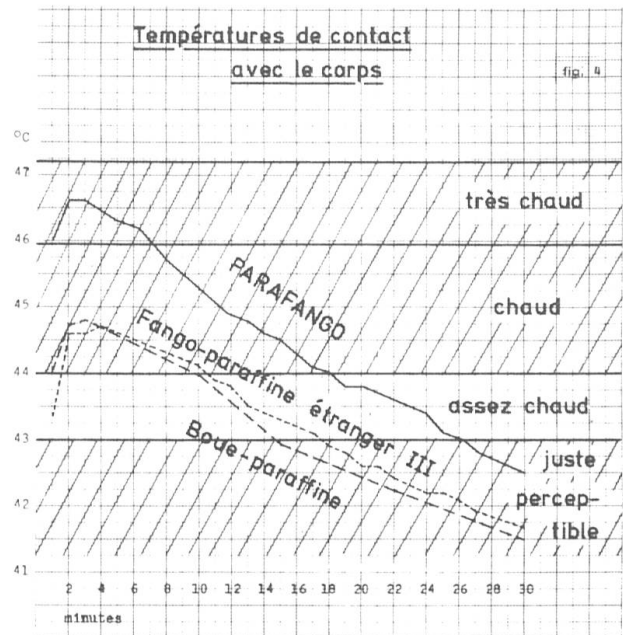 Températures de contact
avec le corps
fig. 4
°C
47
très chaud
46
PARAFANGO
chaud
45
Fango-paraffine étranger III
44
assez chaud
Boue-paraffine
43
juste
percep-
tible
42
41
2 4 6 8 10 12 14 16 18 20 22 24 26 28 30
minutes